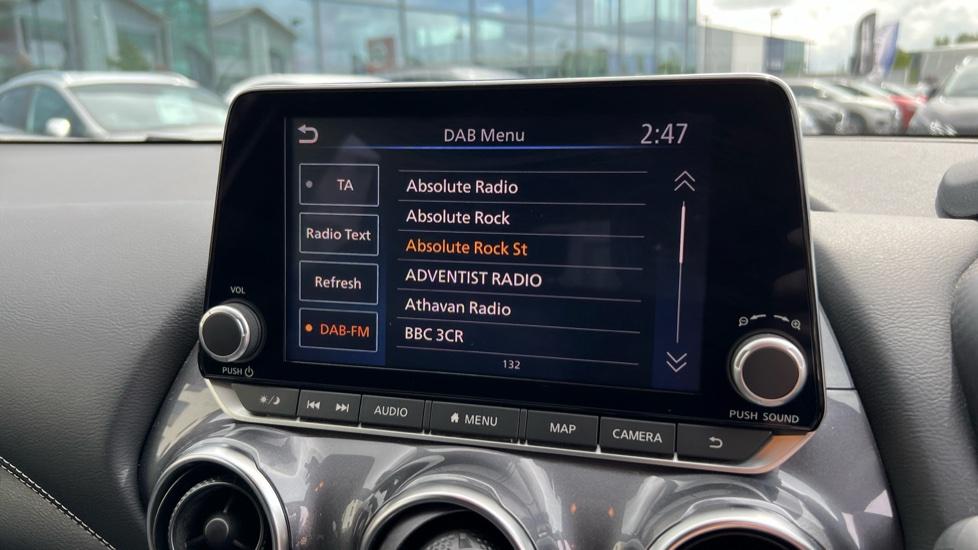 DAB Menu
2:47
TA
Radio Text
Refresh
DAB-FM
Absolute Radio
Absolute Rock
Absolute Rock St
ADVENTIST RADIO
Athavan Radio
BBC 3CR
132
VOL
PUSH
PUSH SOUND
AUDIO
MENU
MAP
CAMERA